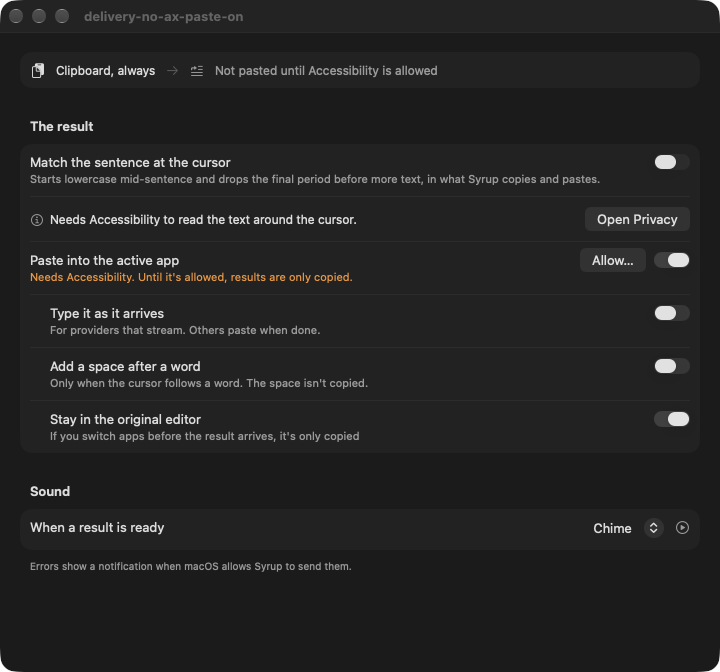 delivery-no-ax-paste-on
Clipboard, always → Not pasted until Accessibility is allowed
The result
Match the sentence at the cursor
Starts lowercase mid-sentence and drops the final period before more text, in what Syrup copies and pastes.
Needs Accessibility to read the text around the cursor. Open Privacy
Paste into the active app Allow...
Needs Accessibility. Until it's allowed, results are only copied.
Type it as it arrives
For providers that stream. Others paste when done.
Add a space after a word
Only when the cursor follows a word. The space isn't copied.
Stay in the original editor
If you switch apps before the result arrives, it's only copied
Sound
When a result is ready Chime
Errors show a notification when macOS allows Syrup to send them.